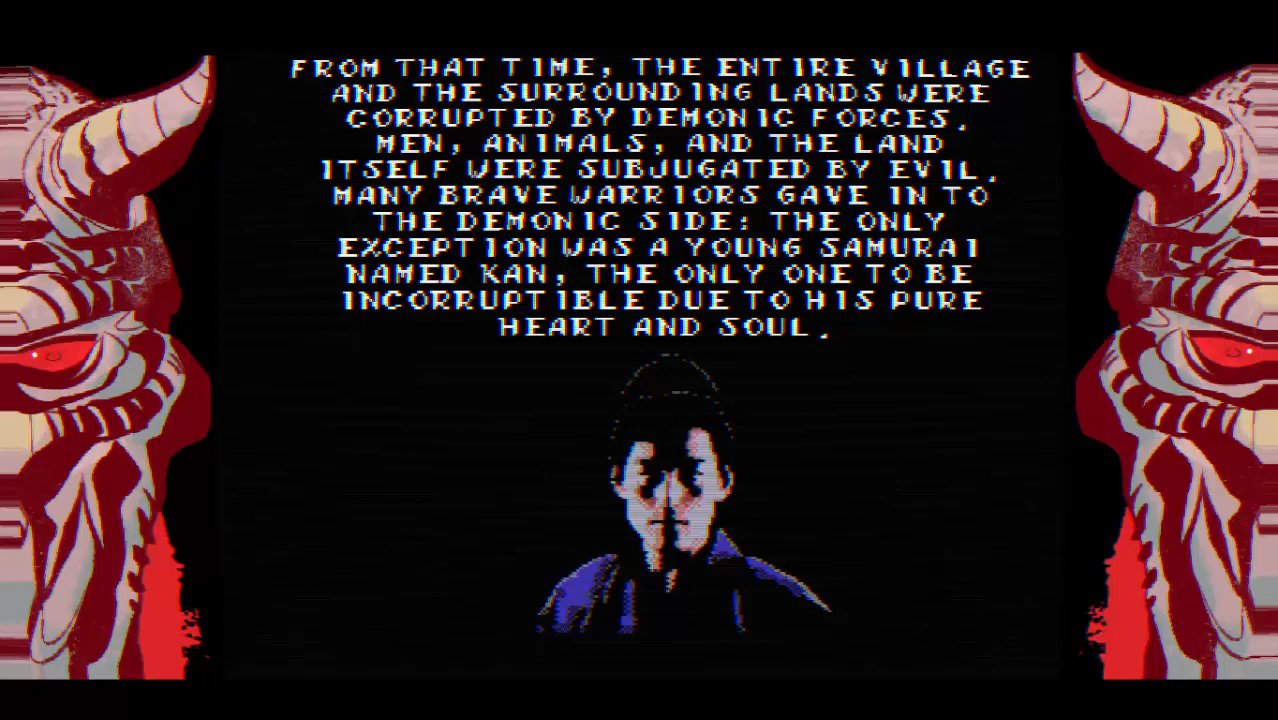 FROM THAT TIME, THE ENTIRE VILLAGE
AND THE SURROUNDING LANDS WERE
CORRUPTED BY DEMONIC FORCES.
MEN, ANIMALS, AND THE LAND
ITSELF WERE SUBJUGATED BY EVIL.
MANY BRAVE WARRIORS GAVE IN TO
THE DEMONIC SIDE: THE ONLY
EXCEPTION WAS A YOUNG SAMURAI
NAMED KAN, THE ONLY ONE TO BE
INCORRUPTIBLE DUE TO HIS PURE
HEART AND SOUL.